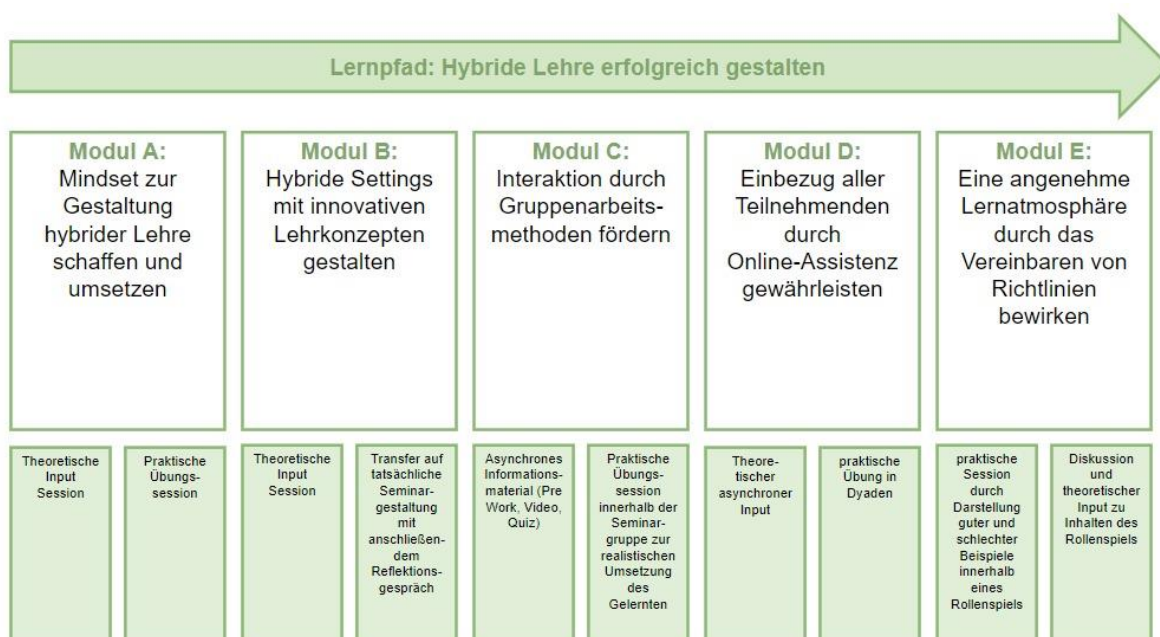 Lernpfad: Hybride Lehre erfolgreich gestalten
Modul A:
Mindset zur
Gestaltung
hybrider Lehre
schaffen und
umsetzen
Modul B:
Hybride Settings
mit innovativen
Lehrkonzepten
gestalten
Modul C:
Interaktion durch
Gruppenarbeits-
methoden fördern
Modul D:
Einbezug aller
Teilnehmenden
durch
Online-Assistenz
gewährleisten
Modul E:
Eine angenehme
Lernatmosphäre
durch das
Vereinbaren von
Richtlinien
bewirken
Theoretische
Input
Session
Praktische
Übungs-
session
Theoretische
Input
Session
Transfer auf
tatsächliche
Seminar-
gestaltung
mit
anschließen-
dem
Reflektions-
gespräch
Asynchrones
Informations-
material (Pre
Work, Video,
Quiz)
Praktische
Übungs-
session
innerhalb der
Seminar-
gruppe zur
realistischen
Umsetzung
des
Gelernten
Theore-
tischer
asynchroner
Input
praktische
Übung in
Dyaden
praktische
Session
durch
Darstellung
guter und
schlechter
Beispiele
innerhalb
eines
Rollenspiels
Diskussion
und
theoretischer
Input zu
Inhalten des
Rollenspiels